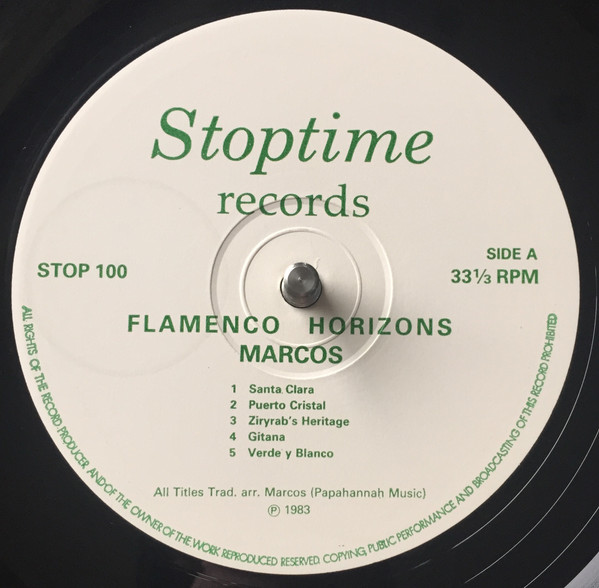 Stoptime
records
STOP 100
SIDE A
33⅓ RPM
FLAMENCO HORIZONS
MARCOS
1 Santa Clara
2 Puerto Cristal
3 Ziryrab's Heritage
4 Gitana
5 Verde y Blanco
All Titles Trad. arr. Marcos (Papahannah Music)
Ⓟ 1983
ALL RIGHTS OF THE RECORD PRODUCER AND OF THE OWNER OF THE WORK REPRODUCED RESERVED. COPYING, PUBLIC PERFORMANCE AND BROADCASTING OF THIS RECORD PROHIBITED